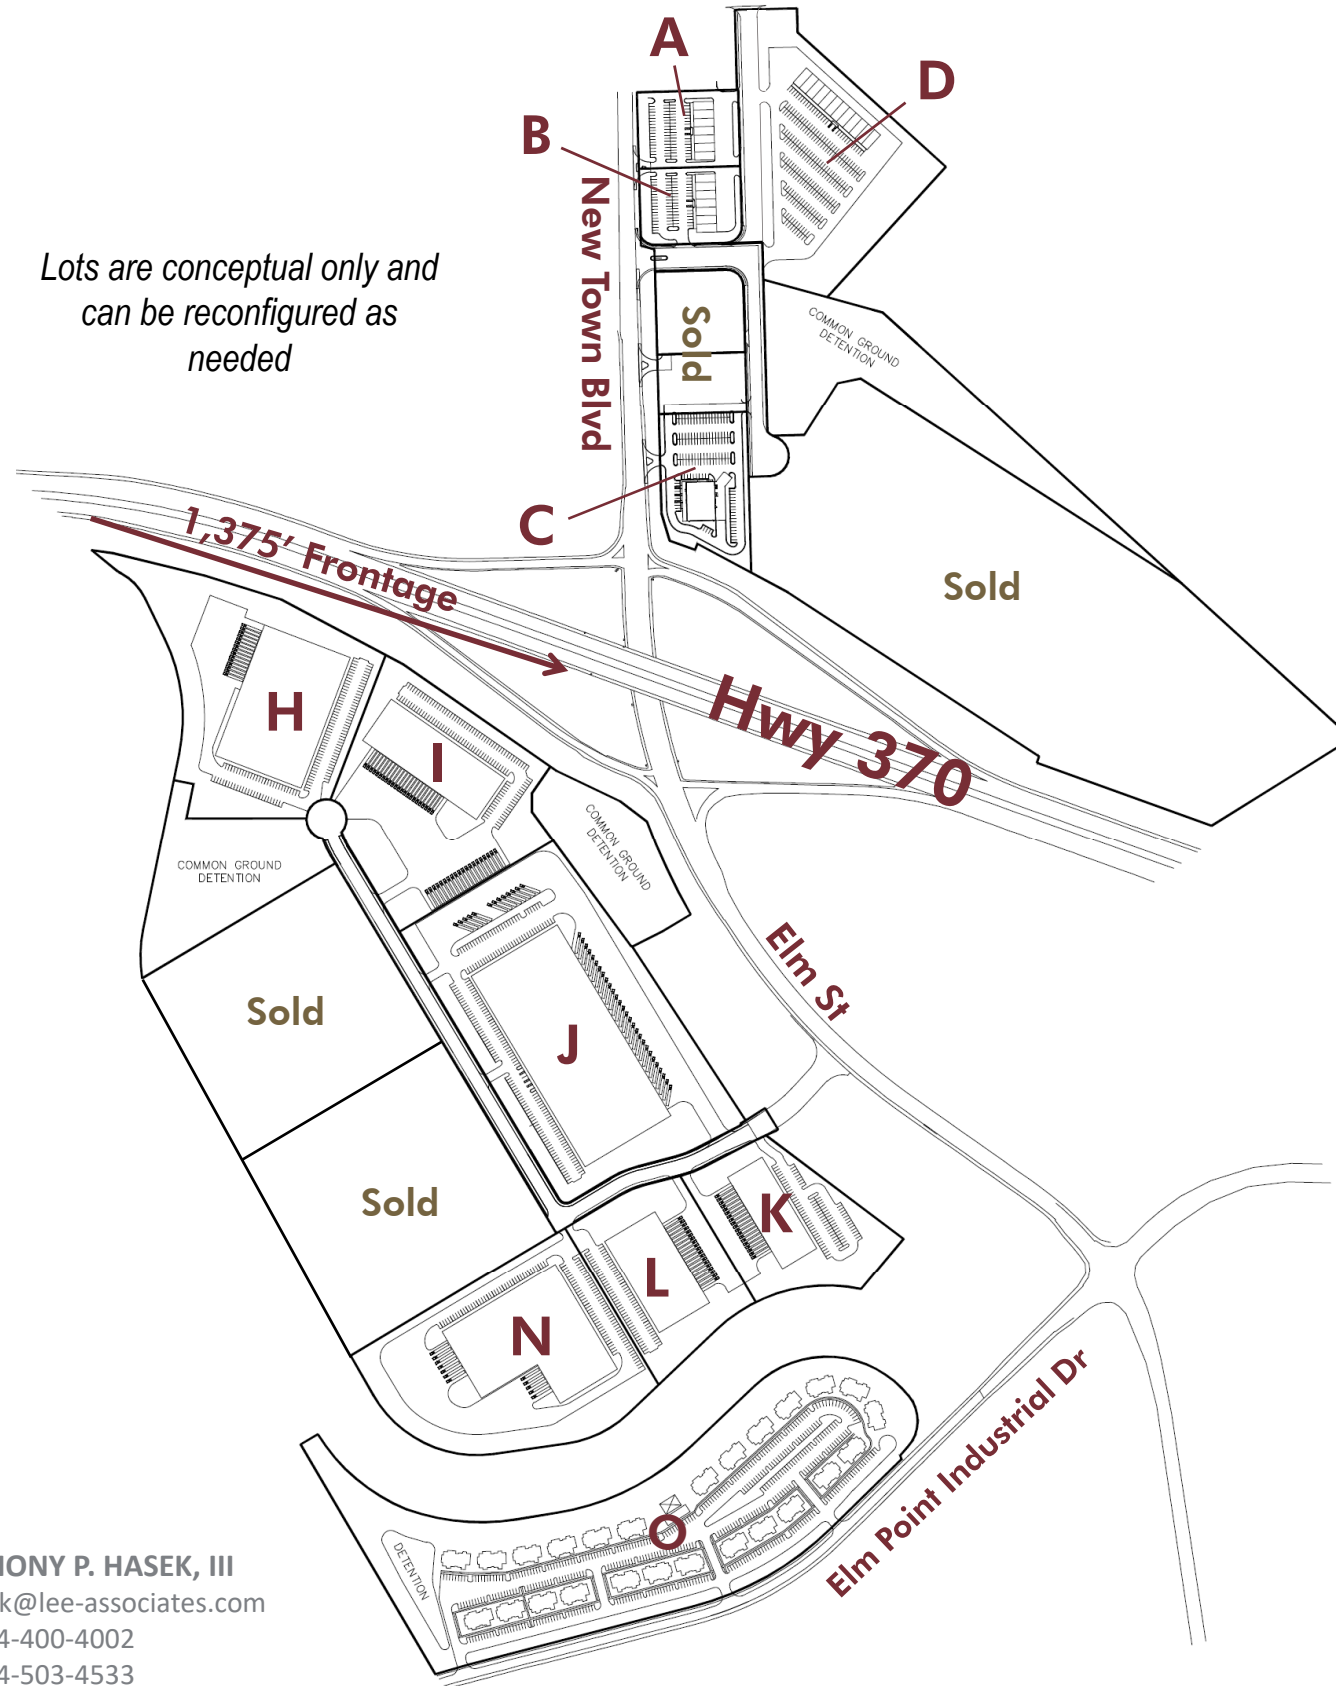 A
D
B
New Town Blvd
Lots are conceptual only and
can be reconfigured as
needed
Sold
COMMON GROUND
DETENTION
C
1,375' Frontage
Sold
Hwy 370
H
I
COMMON GROUND
DETENTION
COMMON GROUND
DETENTION
Elm St
Sold
J
Sold
K
L
N
Elm Point Industrial Dr
O
DETENTION
IONY P. HASEK, III
k@lee-associates.com
4-400-4002
4-503-4533